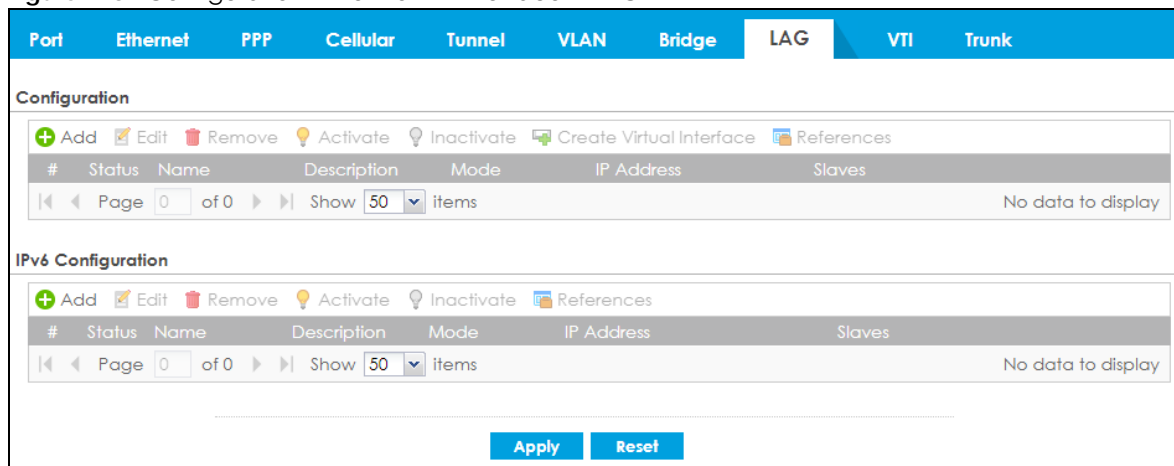 Port Ethernet PPP Cellular Tunnel VLAN Bridge LAG VTI Trunk
Configuration
Add Edit Remove Activate Inactivate Create Virtual Interface References
# Status Name Description Mode IP Address Slaves
Page 0 of 0 Show 50 items No data to display
IPv6 Configuration
Add Edit Remove Activate Inactivate References
# Status Name Description Mode IP Address Slaves
Page 0 of 0 Show 50 items No data to display
Apply Reset